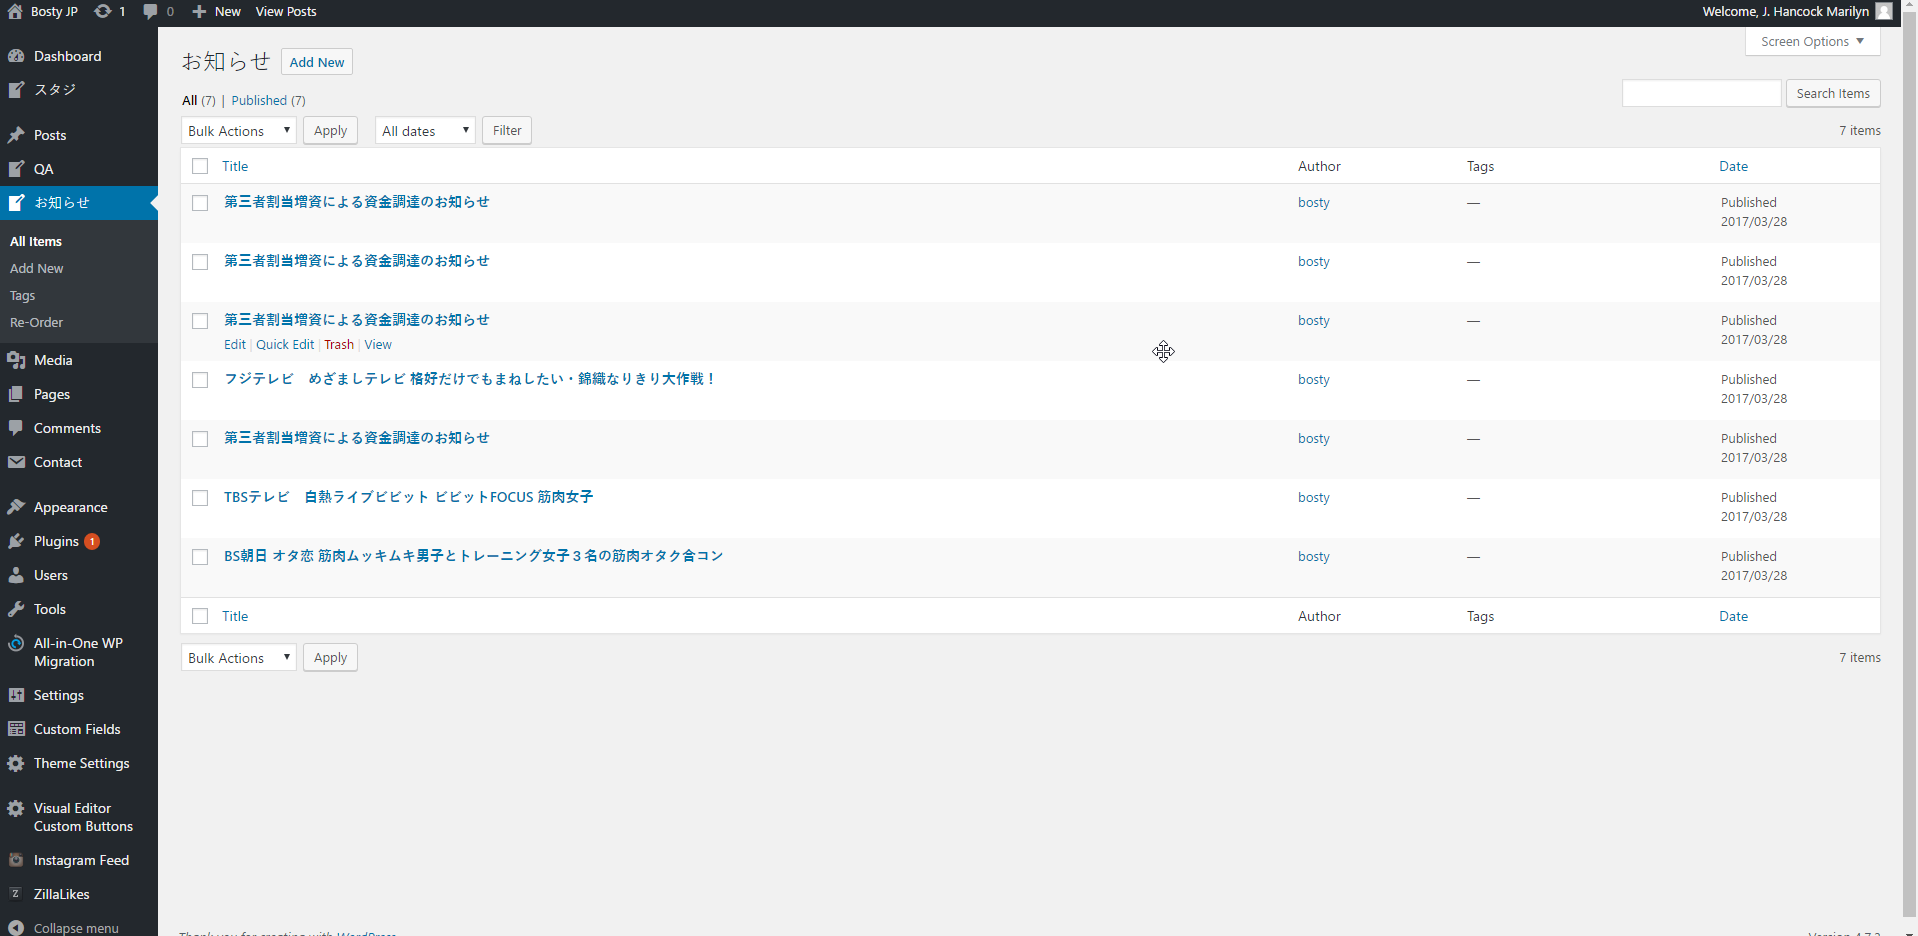 Bosty JP 1 0 New View Posts Welcome, J. Hancock Marilyn
Dashboard
スタジ
Posts
QA
お知らせ
All Items
Add New
Tags
Re-Order
Media
Pages
Comments
Contact
Appearance
Plugins 1
Users
Tools
All-in-One WP
Migration
Settings
Custom Fields
Theme Settings
Visual Editor
Custom Buttons
Instagram Feed
ZillaLikes
Collapse menu
Screen Options
お知らせ Add New
All (7) | Published (7)
Search Items
Bulk Actions Apply All dates Filter 7 items
Title Author Tags Date
第三者割当増資による資金調達のお知らせ bosty — Published
2017/03/28
第三者割当増資による資金調達のお知らせ bosty — Published
2017/03/28
第三者割当増資による資金調達のお知らせ bosty — Published
2017/03/28
Edit | Quick Edit | Trash | View
フジテレビ　めざましテレビ 格好だけでもまねしたい・錦織なりきり大作戦！ bosty — Published
2017/03/28
第三者割当増資による資金調達のお知らせ bosty — Published
2017/03/28
TBSテレビ　白熱ライブビビット ビビットFOCUS 筋肉女子 bosty — Published
2017/03/28
BS朝日 オタ恋 筋肉ムッキムキ男子とトレーニング女子３名の筋肉オタク合コン bosty — Published
2017/03/28
Title Author Tags Date
Bulk Actions Apply 7 items
Thank you for creating with WordPress